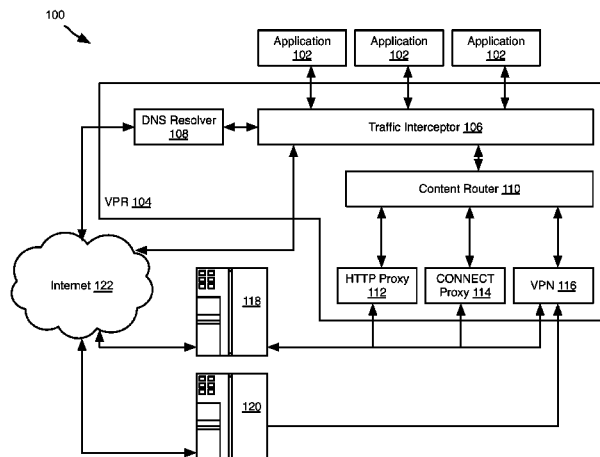 100
Application
102
Application
102
Application
102
DNS Resolver
108
Traffic Interceptor 106
VPR 104
Content Router 110
Internet 122
118
HTTP Proxy
112
CONNECT
Proxy 114
VPN 116
120